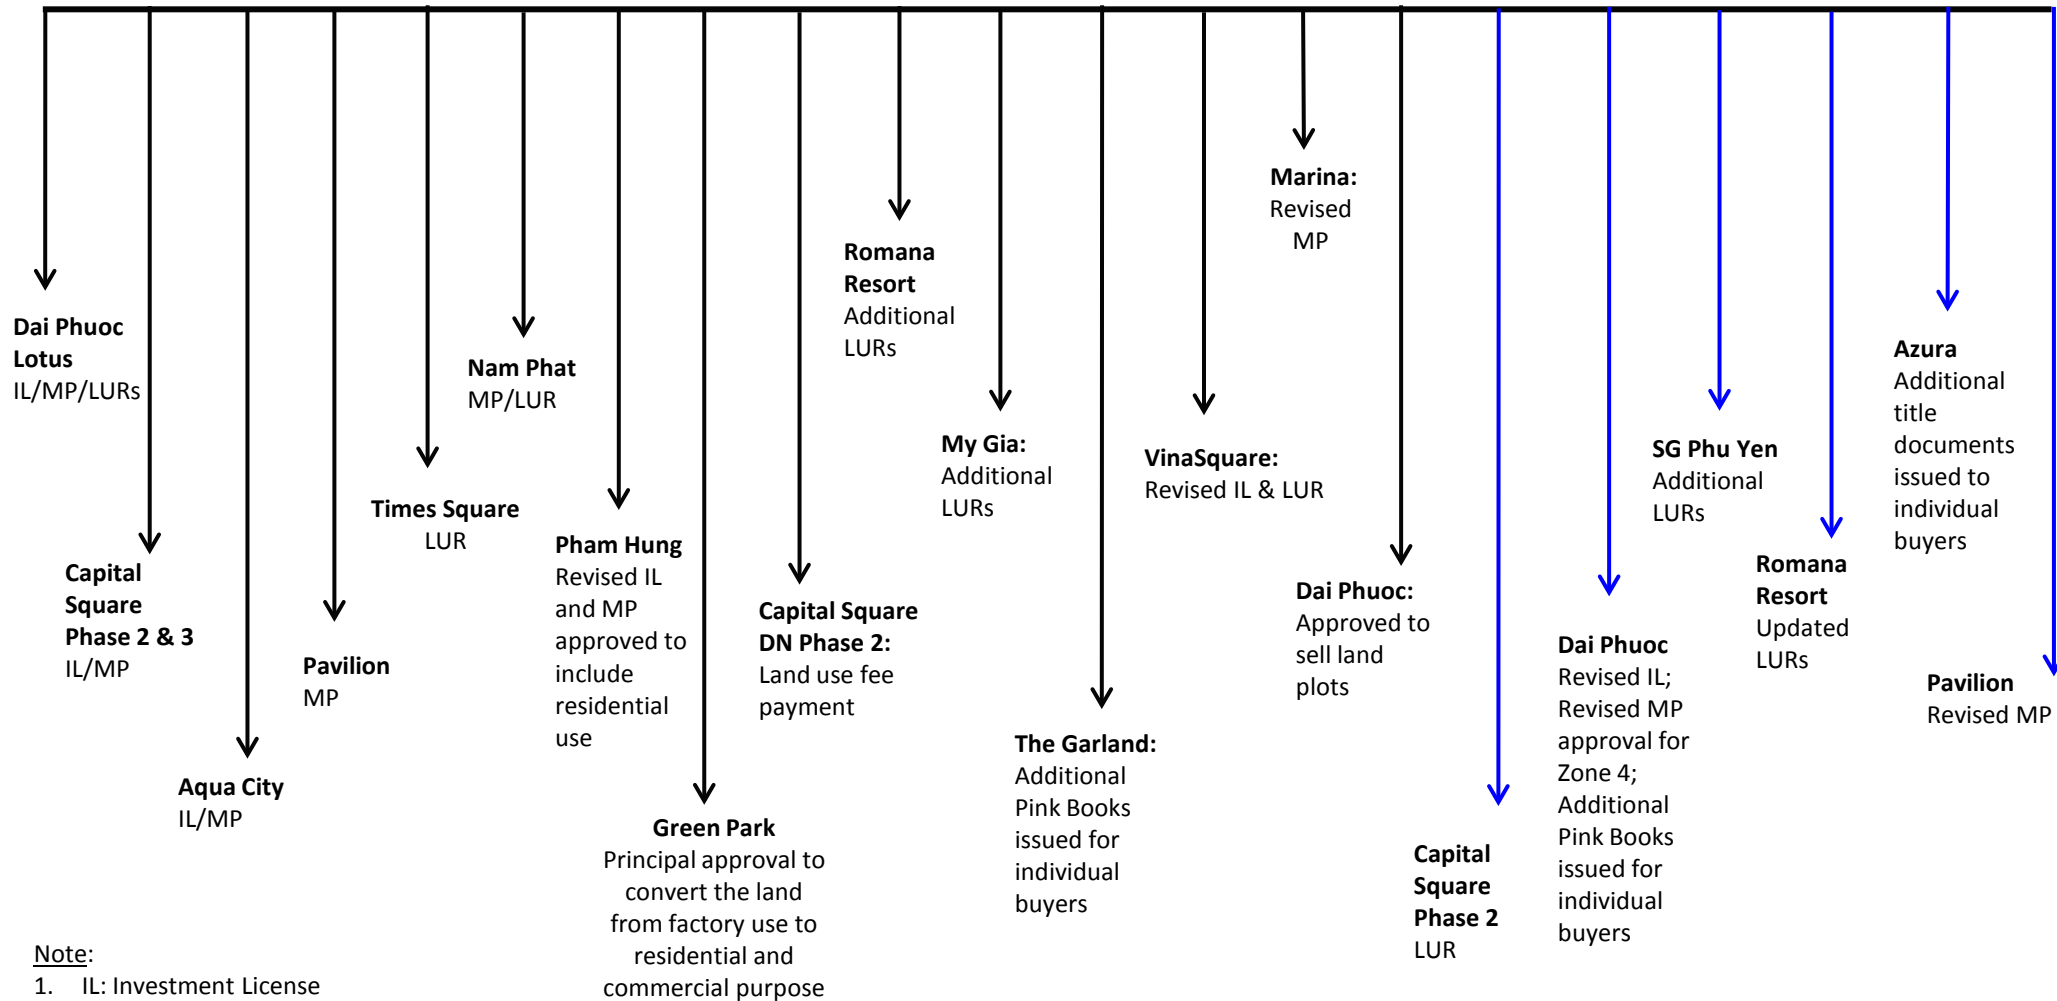 Dai Phuoc
Lotus
IL/MP/LURs
Capital
Square
Phase 2 & 3
IL/MP
Aqua City
IL/MP
Pavilion
MP
Times Square
LUR
Nam Phat
MP/LUR
Pham Hung
Revised IL
and MP
approved to
include
residential
use
Green Park
Principal approval to
convert the land
from factory use to
residential and
commercial purpose
Capital Square
DN Phase 2:
Land use fee
payment
Romana
Resort
Additional
LURs
My Gia:
Additional
LURs
The Garland:
Additional
Pink Books
issued for
individual
buyers
VinaSquare:
Revised IL & LUR
Marina:
Revised
MP
Dai Phuoc:
Approved to
sell land
plots
Capital
Square
Phase 2
LUR
Dai Phuoc
Revised IL;
Revised MP
approval for
Zone 4;
Additional
Pink Books
issued for
individual
buyers
SG Phu Yen
Additional
LURs
Romana
Resort
Updated
LURs
Azura
Additional
title
documents
issued to
individual
buyers
Pavilion
Revised MP
Note:
1. IL: Investment License